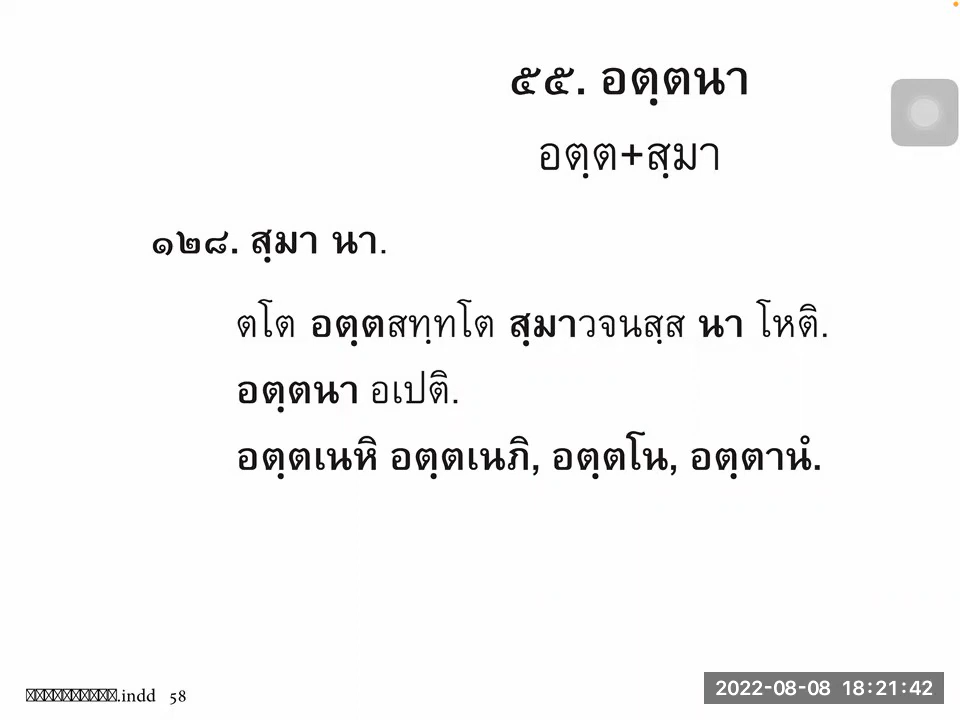 ๕๕. อตฺตนา
อตฺต+สฺมา
๑๒๘. สฺมา นา.
ตโต อตฺตสทฺทโต สฺมาวจนสฺส นา โหติ.
อตฺตนา อเปติ.
อตฺตเนหิ อตฺตเนภิ, อตฺตโน, อตฺตานํ.
.indd 58
2022-08-08 18:21:42